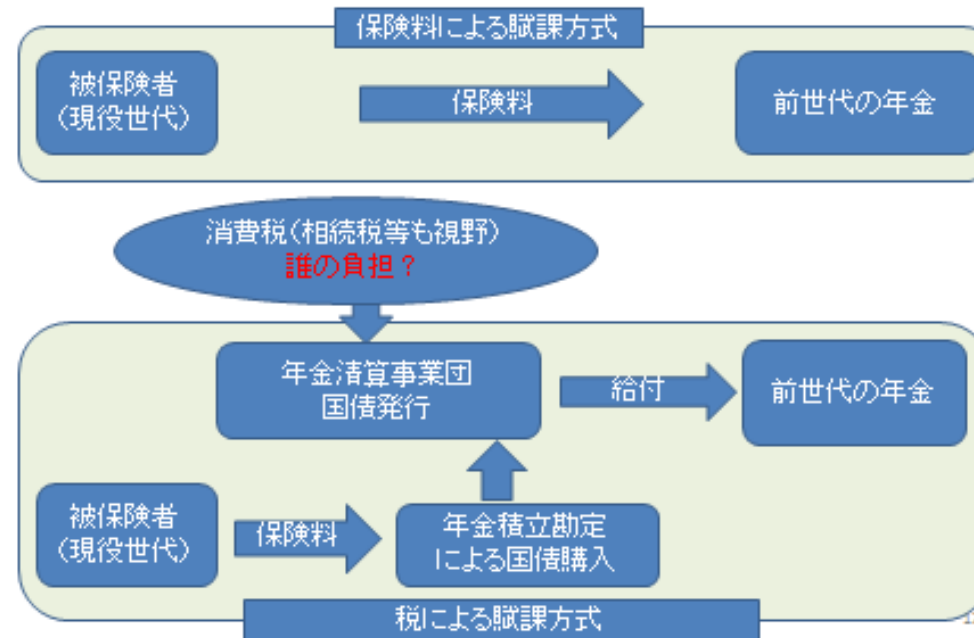 保険料による賦課方式
被保険者
(現役世代)
保険料
前世代の年金
消費税(相続税等も視野)
誰の負担?
年金清算事業団
国債発行
給付
前世代の年金
被保険者
(現役世代)
保険料
年金積立勘定
による国債購入
税による賦課方式